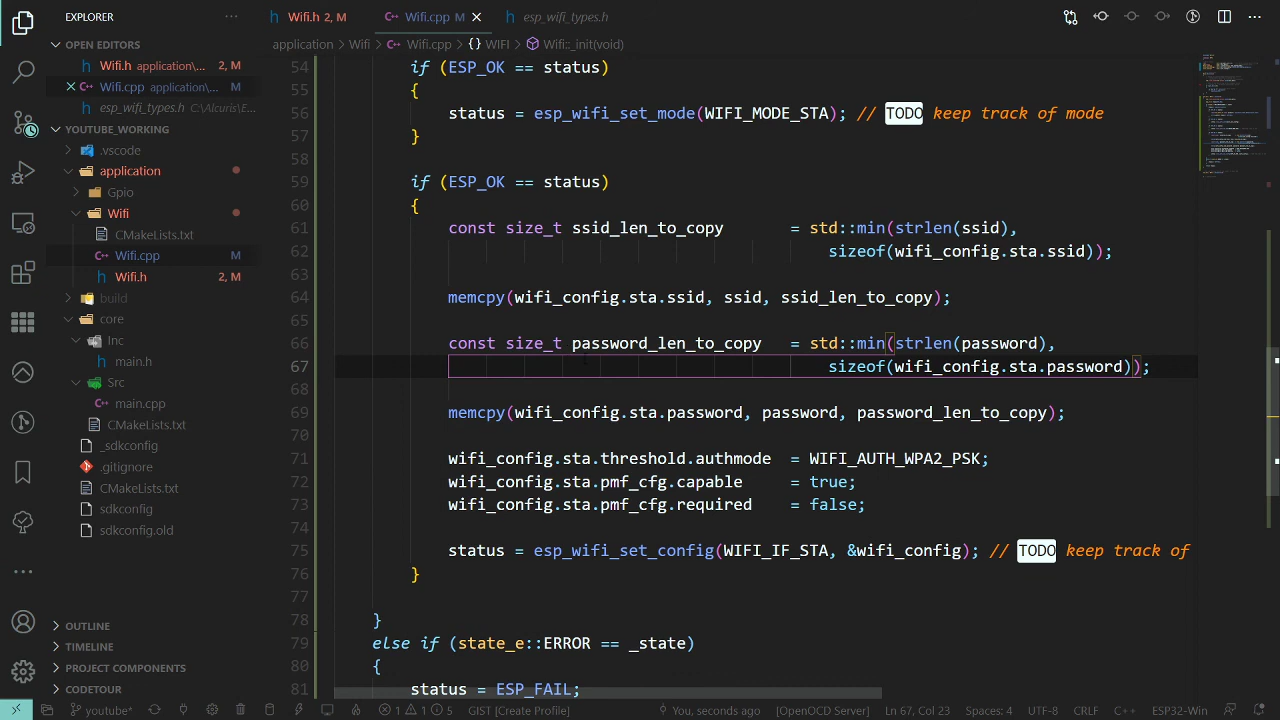 EXPLORER
OPEN EDITORS
Wifi.h application\... 2, M
Wifi.cpp application\... M
esp_wifi_types.h C:\Alcuris\E...
YOUTUBE_WORKING
.vscode
application
Gpio
Wifi
CMakeLists.txt
Wifi.cpp M
Wifi.h 2, M
build
core
Inc
main.h
Src
main.cpp
CMakeLists.txt
_sdkconfig
.gitignore
CMakeLists.txt
sdkconfig
sdkconfig.old
OUTLINE
TIMELINE
PROJECT COMPONENTS
CODETOUR
Wifi.h 2, M Wifi.cpp M esp_wifi_types.h
application > Wifi > Wifi.cpp > {} WIFI > Wifi::_init(void)
54 if (ESP_OK == status)
55 {
56 status = esp_wifi_set_mode(WIFI_MODE_STA); // TODO keep track of mode
57 }
58
59 if (ESP_OK == status)
60 {
61 const size_t ssid_len_to_copy = std::min(strlen(ssid),
62 sizeof(wifi_config.sta.ssid));
63
64 memcpy(wifi_config.sta.ssid, ssid, ssid_len_to_copy);
65
66 const size_t password_len_to_copy = std::min(strlen(password),
67 sizeof(wifi_config.sta.password));
68
69 memcpy(wifi_config.sta.password, password, password_len_to_copy);
70
71 wifi_config.sta.threshold.authmode = WIFI_AUTH_WPA2_PSK;
72 wifi_config.sta.pmf_cfg.capable = true;
73 wifi_config.sta.pmf_cfg.required = false;
74
75 status = esp_wifi_set_config(WIFI_IF_STA, &wifi_config); // TODO keep track of
76 }
77
78 }
79 else if (state_e::ERROR == _state)
80 {
81 status = ESP_FAIL;
youtube* 1 1 5 GIST [Create Profile] You, seconds ago [OpenOCD Server] Ln 67, Col 23 Spaces: 4 UTF-8 CRLF C++ ESP32-Win